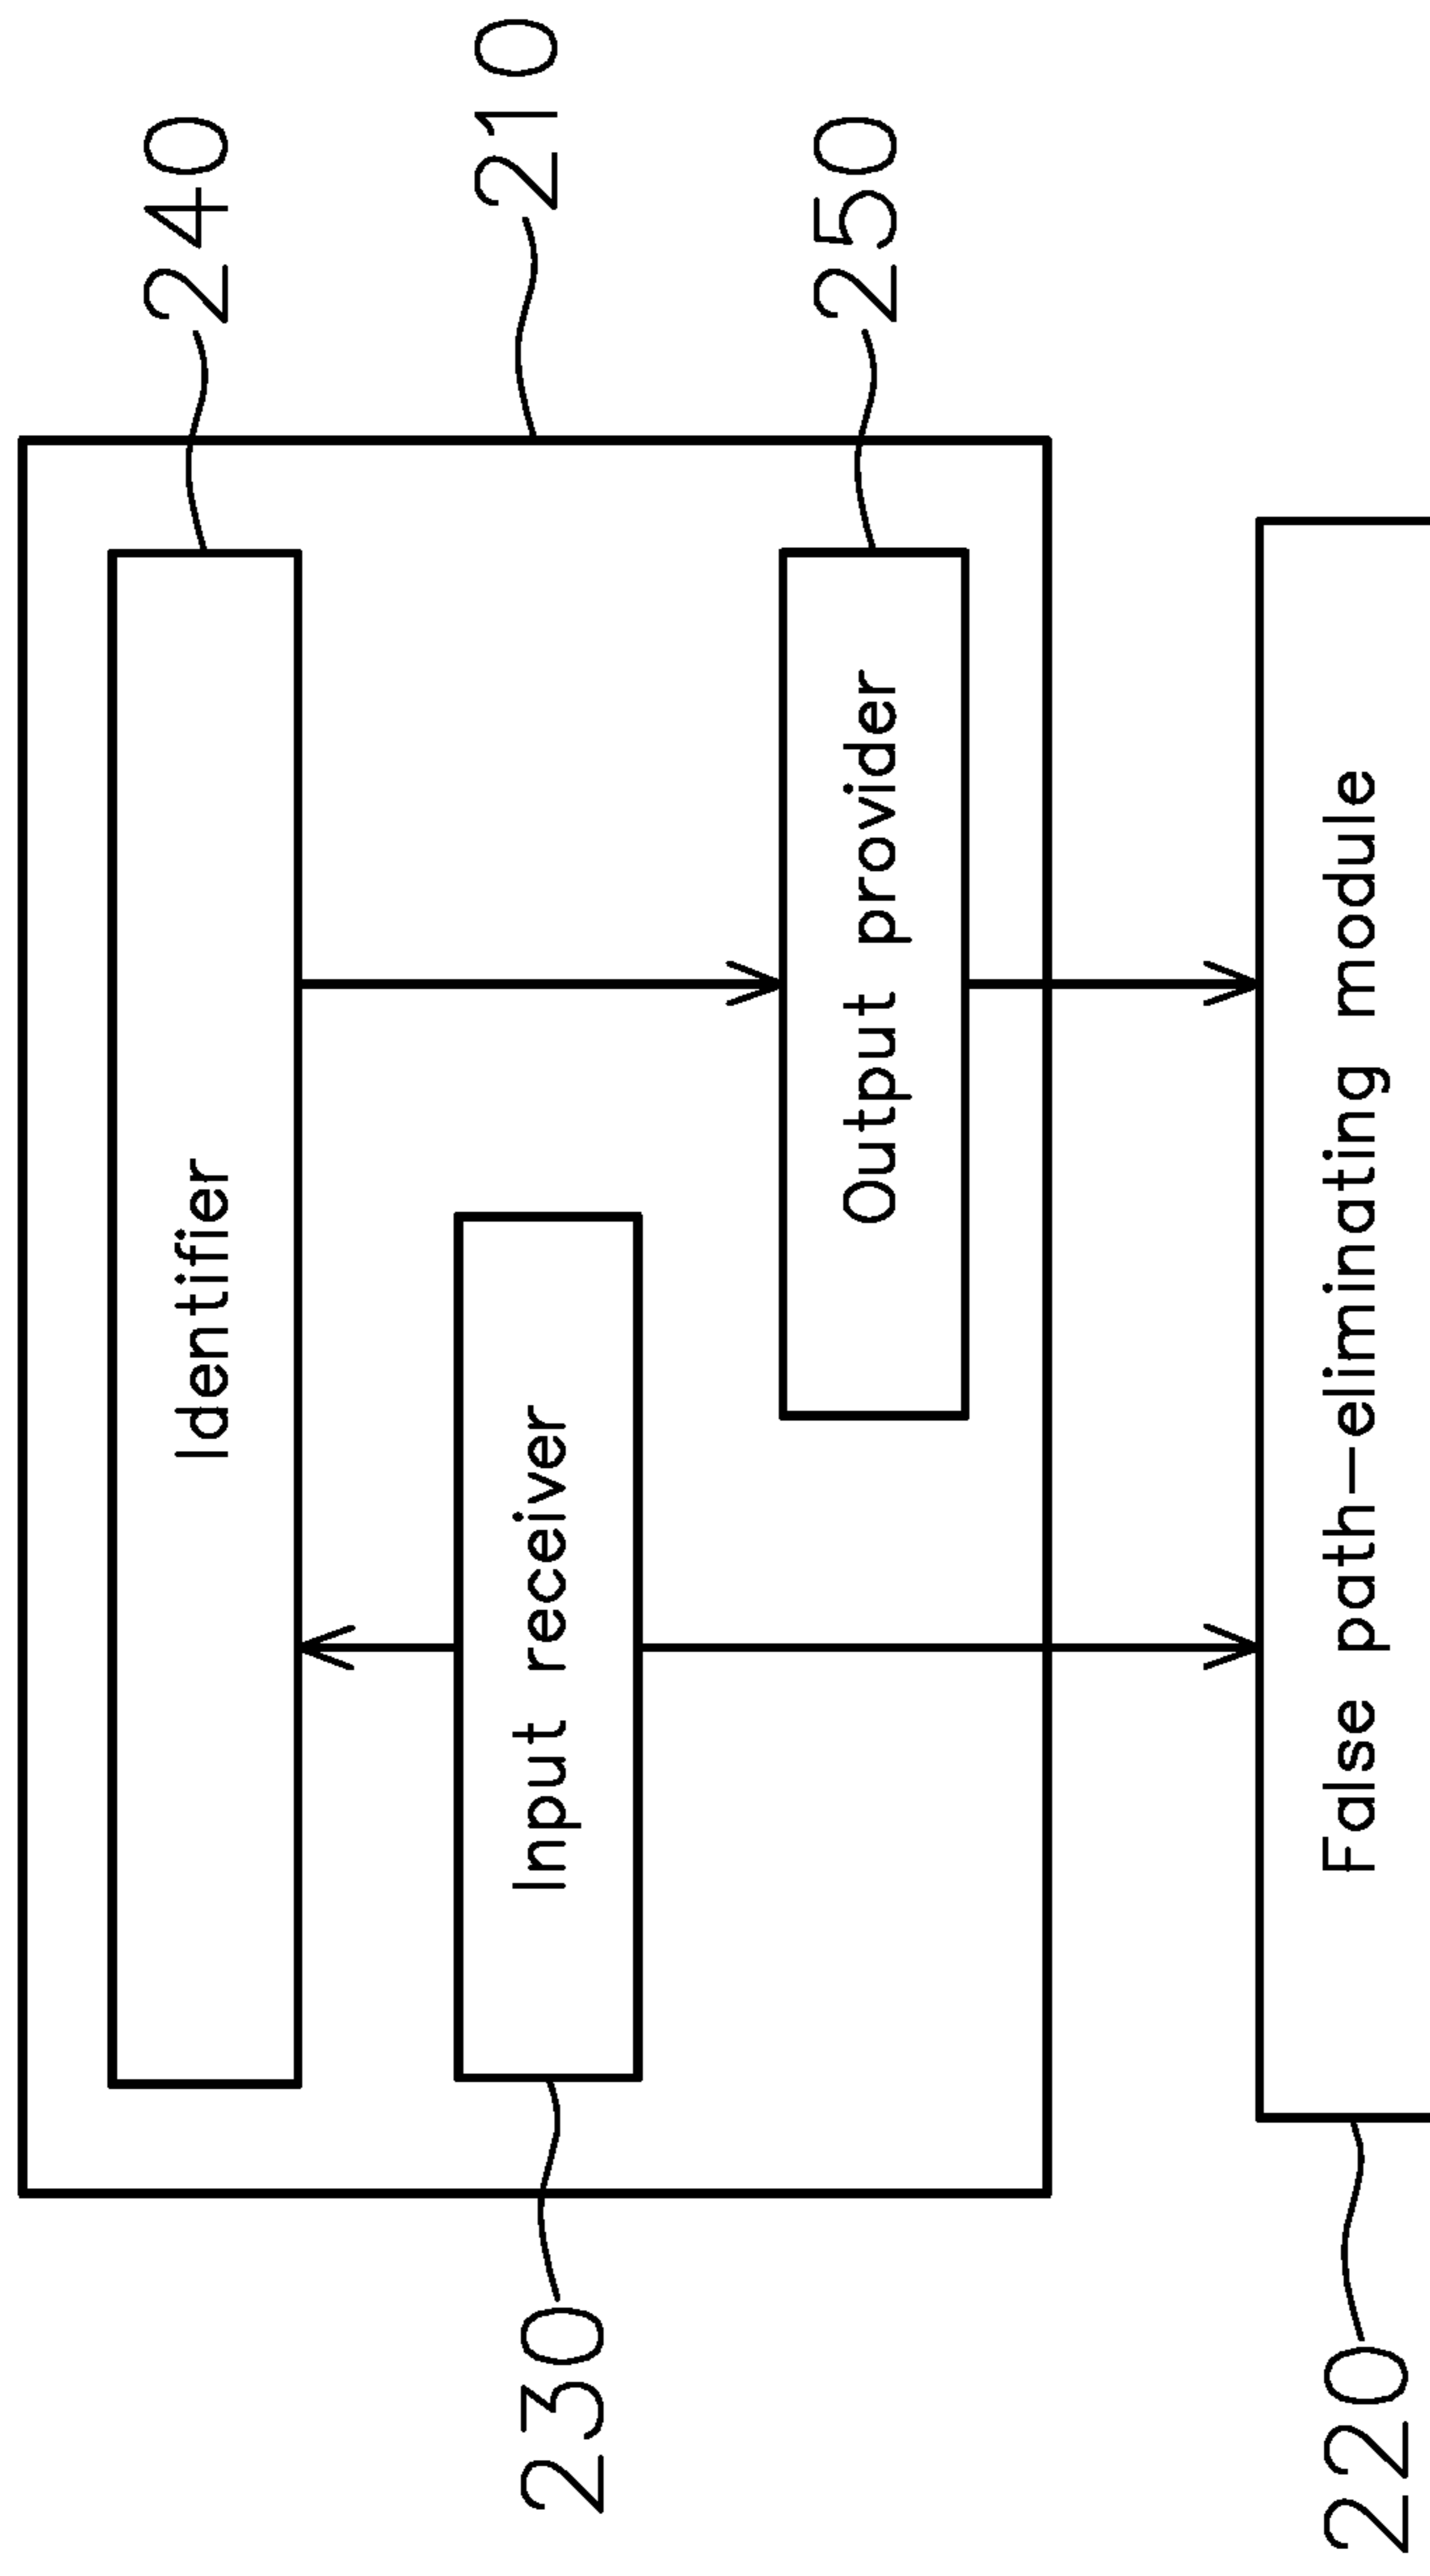 240
Identifier
210
Input receiver
230
250
Output provider
False path-eliminating module
220